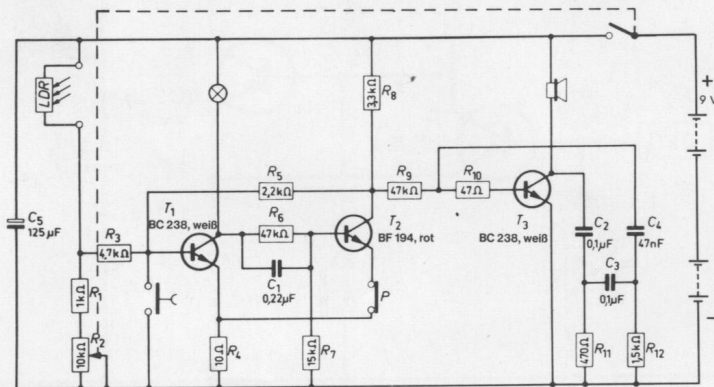 LDR
C5
125 µF
R3
4,7kΩ
R1
1kΩ
R2
10kΩ
T1
BC 238, weiß
R4
10Ω
R5
2,2kΩ
R6
47kΩ
C1
0,22µF
R7
15kΩ
T2
BF 194, rot
P
R8
3,3kΩ
R9
47kΩ
R10
47Ω
T3
BC 238, weiß
C2
0,1µF
C3
0,1µF
C4
47nF
R11
470Ω
R12
1,5kΩ
+
9 V
−